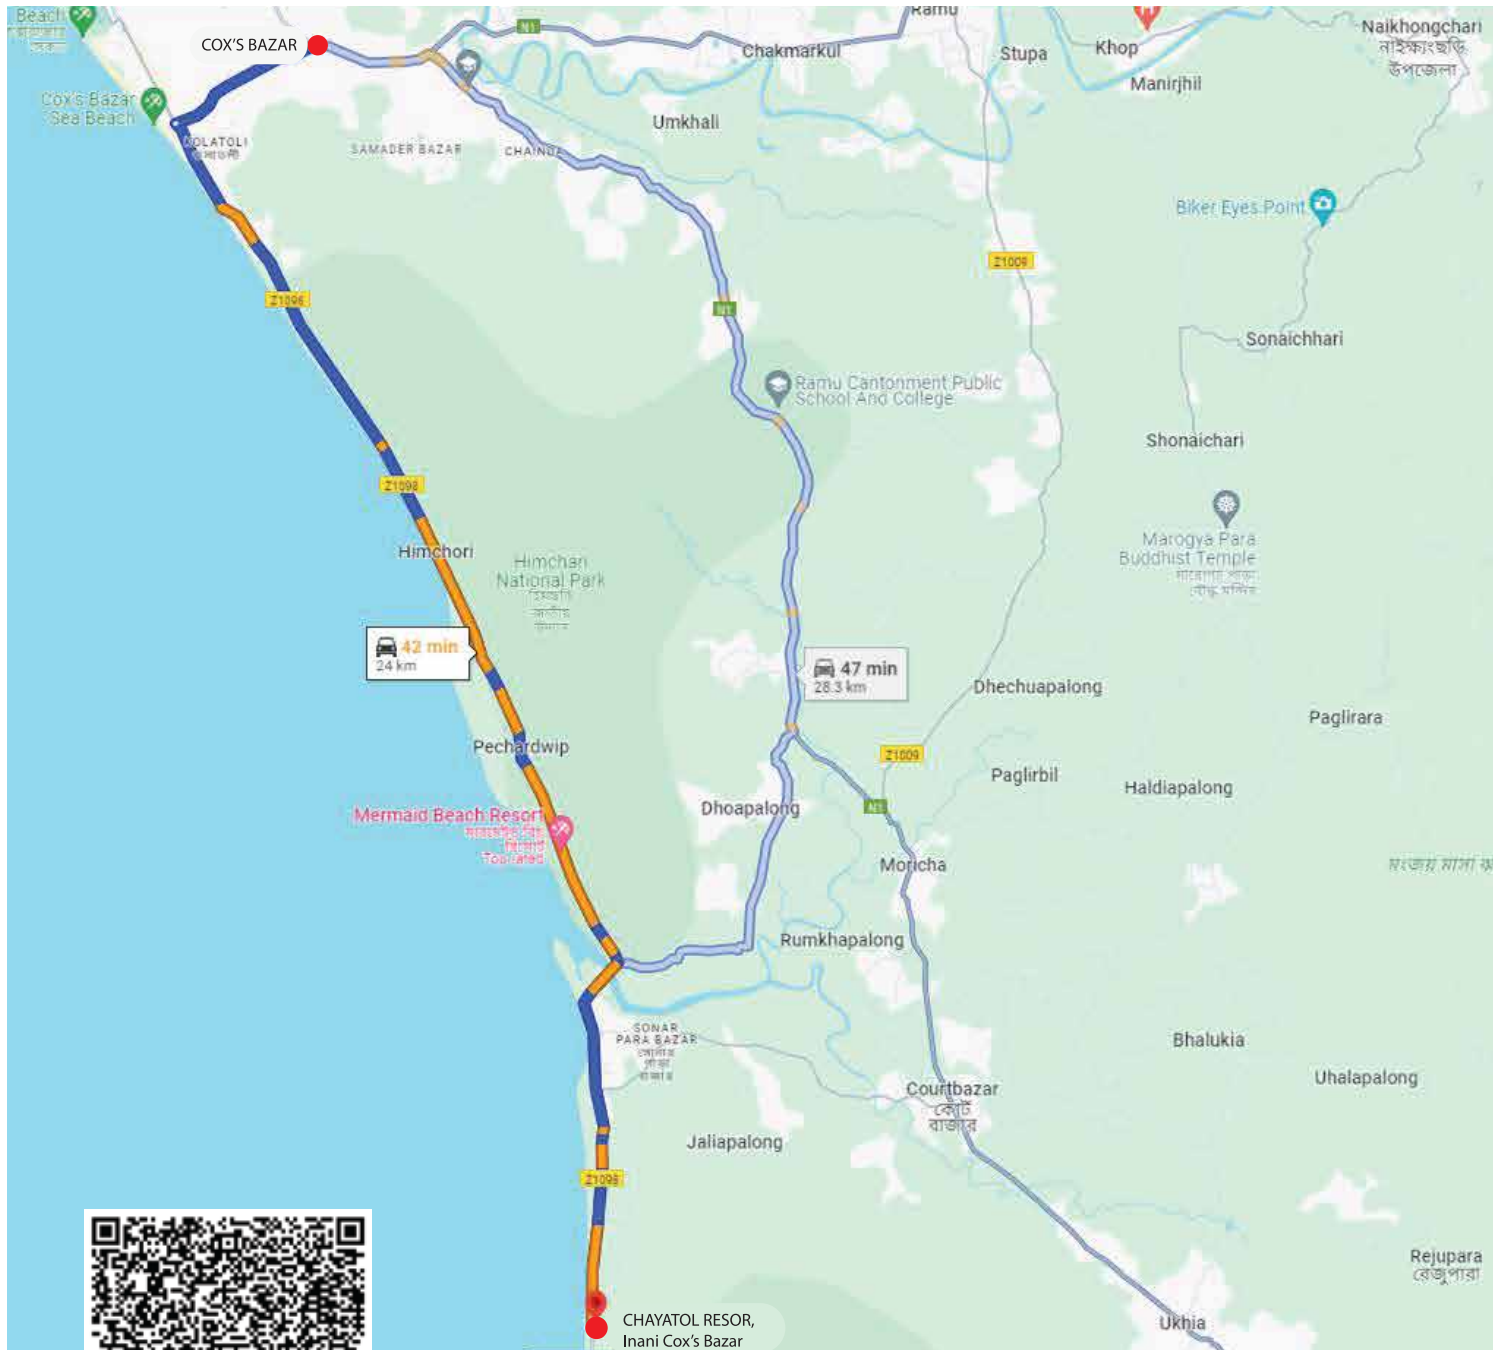 Beach
COX'S BAZAR
N1
Ramu
Chakmarkul
Stupa
Khop
Manirjhil
Naikhongchari
নাইক্ষ্যংছড়ি
উপজেলা
Cox's Bazar
Sea Beach
KOLATOLI
SAMADER BAZAR
CHAINDA
Umkhali
Biker Eyes Point
Z1009
Z1098
N1
Sonaichhari
Ramu Cantonment Public
School And College
Shonaichari
Z1098
Himchori
Himchari
National Park
Marogya Para
Buddhist Temple
42 min
24 km
47 min
28.3 km
Dhechuapalong
Paglirara
Pechardwip
Z1009
Paglirbil
Haldiapalong
Mermaid Beach Resort
Top rated
Dhoapalong
N1
Moricha
Rumkhapalong
SONAR
PARA BAZAR
সোনার
পাড়া
বাজার
Bhalukia
Uhalapalong
Courtbazar
কোর্ট
বাজার
Jaliapalong
Z1098
Rejupara
রেজুপারা
CHAYATOL RESOR,
Inani Cox's Bazar
Ukhia